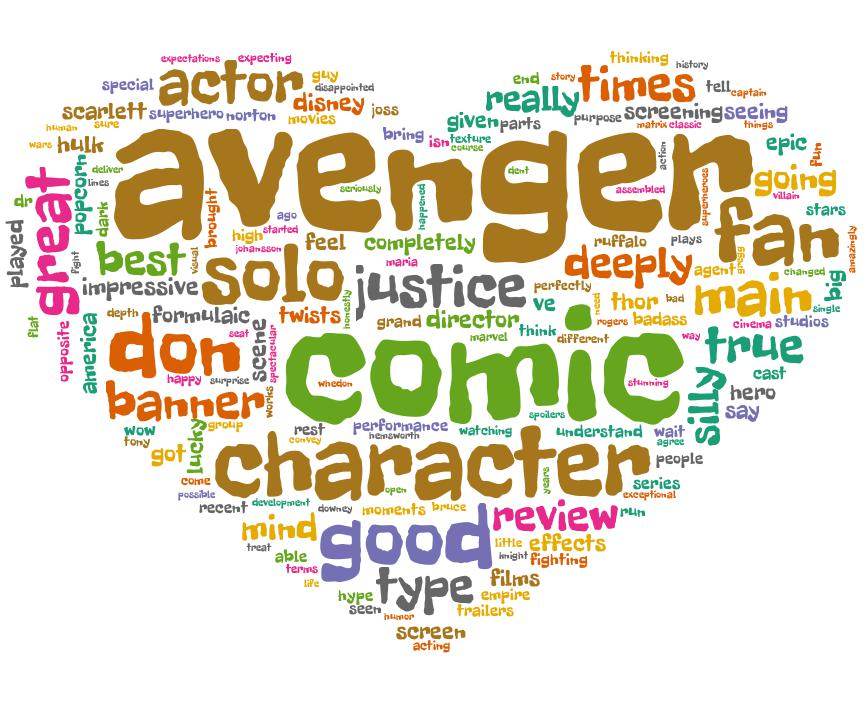 expectations expecting thinking history
special actor guy disappointed end story times tell captain
scarlett superhero norton disney joss movies really given parts purpose screening seeing
human sure matrix classic things
wars hulk avenger bring isn texture course action epic fun
deliver popcorn lines dark dent seriously happened assembled superheroes going villain
great dr played fight brought ago started high johansson feel completely fan stars
best visual solo maria justice ruffalo plays deeply agent gregg changed amazingly
impressive honestly perfectly need thor bad main big single
flat depth formulaic twists grand director ve rogers badass cinema studios
opposite america don seat scene spectacular marvel think different way true
happy surprise comic whedon stunning cast
banner works silly hero say
wow group rest performance spoilers watching understand wait agree
tony got lucky convey hemsworth character people
come open years series
possible recent development downey moments bruce exceptional
mind good review run
treat able little effects
terms knight fighting
life type films
hype empire
seen humor trailers
screen
acting